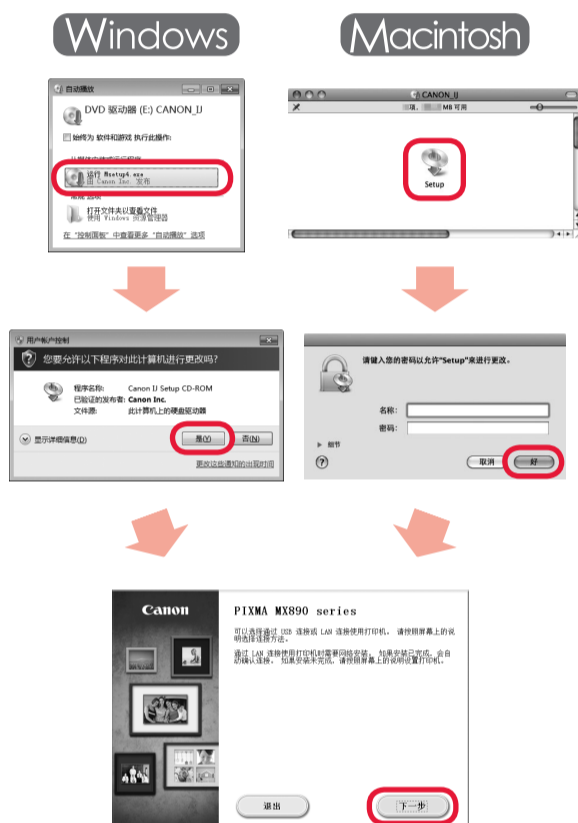 Windows
自动播放
DVD 驱动器 (E:) CANON_IJ
始终为 软件和游戏 执行此操作:
运行 Msetup4.exe
由 Canon Inc. 发布
常规 选项
打开文件夹以查看文件
使用 Windows 资源管理器
在“控制面板”中查看更多“自动播放”选项
Macintosh
CANON_IJ
项, MB 可用
Setup
用户帐户控制
您要允许以下程序对此计算机进行更改吗?
程序名称: Canon IJ Setup CD-ROM
已验证的发布者: Canon Inc.
文件源: 此计算机上的硬盘驱动器
显示详细信息(D)
是(Y)
否(N)
更改这些通知的出现时间
请键入您的密码以允许"Setup"来进行更改。
名称:
密码:
细节
?
取消
好
Canon
PIXMA MX890 series
可以选择通过 USB 连接或 LAN 连接使用打印机。 请按照屏幕上的说
明选择连接方法。
通过 LAN 连接使用打印机时需要网络安装。 如果安装已完成, 会自
动确认连接。 如果安装未完成, 请按照屏幕上的说明设置打印机。
退出
下一步